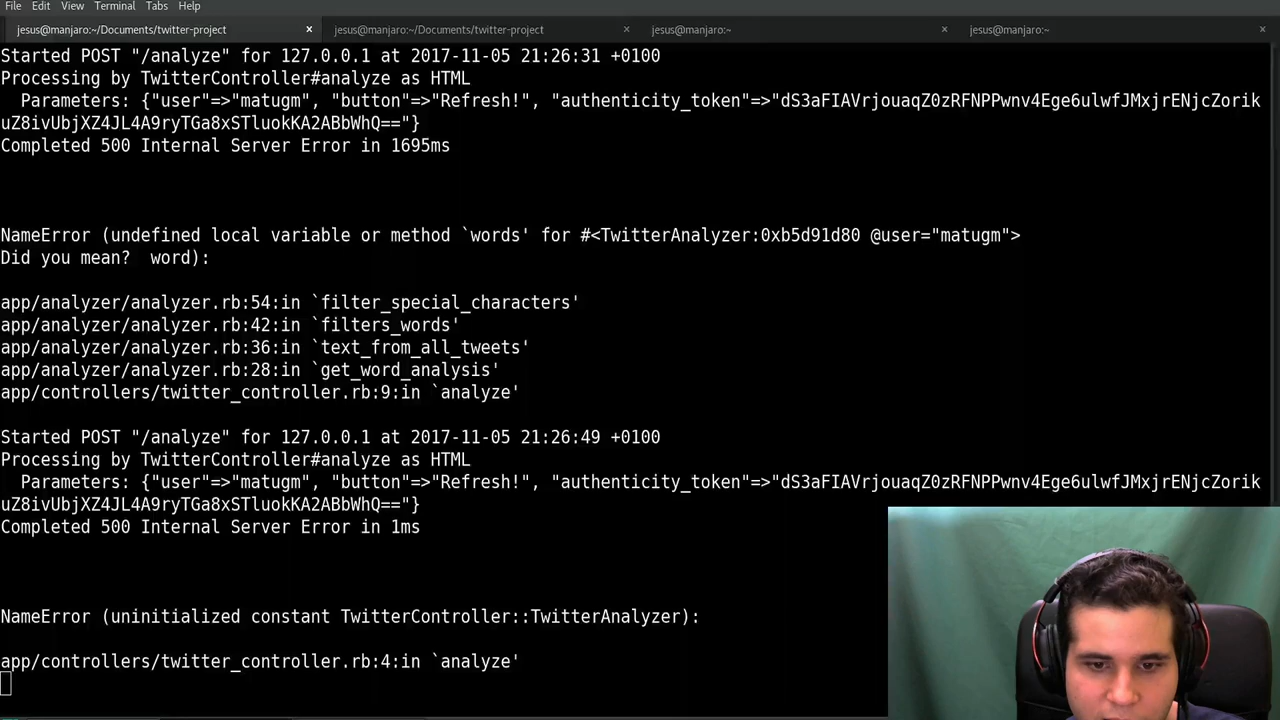 File Edit View Terminal Tabs Help
jesus@manjaro:~/Documents/twitter-project × jesus@manjaro:~/Documents/twitter-project × jesus@manjaro:~ × jesus@manjaro:~ ×
Started POST "/analyze" for 127.0.0.1 at 2017-11-05 21:26:31 +0100
Processing by TwitterController#analyze as HTML
Parameters: {"user"=>"matugm", "button"=>"Refresh!", "authenticity_token"=>"dS3aFIAVrjouaqZ0zRFNPPwnv4Ege6ulwfJMxjrENjcZorik
uZ8ivUbjXZ4JL4A9ryTGa8xSTluokKA2ABbWhQ=="}
Completed 500 Internal Server Error in 1695ms
NameError (undefined local variable or method `words' for #<TwitterAnalyzer:0xb5d91d80 @user="matugm">
Did you mean?  word):
app/analyzer/analyzer.rb:54:in `filter_special_characters'
app/analyzer/analyzer.rb:42:in `filters_words'
app/analyzer/analyzer.rb:36:in `text_from_all_tweets'
app/analyzer/analyzer.rb:28:in `get_word_analysis'
app/controllers/twitter_controller.rb:9:in `analyze'
Started POST "/analyze" for 127.0.0.1 at 2017-11-05 21:26:49 +0100
Processing by TwitterController#analyze as HTML
Parameters: {"user"=>"matugm", "button"=>"Refresh!", "authenticity_token"=>"dS3aFIAVrjouaqZ0zRFNPPwnv4Ege6ulwfJMxjrENjcZorik
uZ8ivUbjXZ4JL4A9ryTGa8xSTluokKA2ABbWhQ=="}
Completed 500 Internal Server Error in 1ms
NameError (uninitialized constant TwitterController::TwitterAnalyzer):
app/controllers/twitter_controller.rb:4:in `analyze'